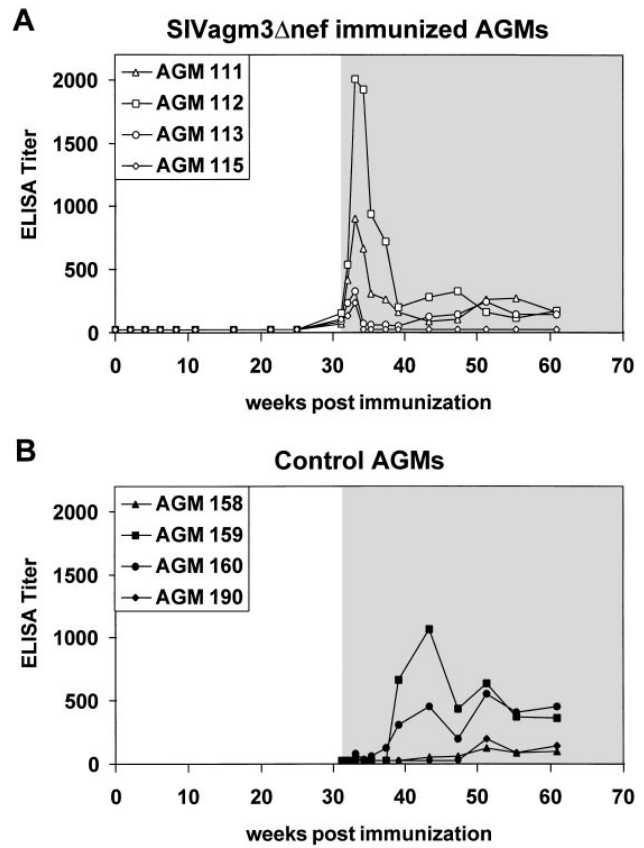 A
SIVagm3Δnef immunized AGMs
2000
1500
1000
500
0
ELISA Titer
AGM 111
AGM 112
AGM 113
AGM 115
0 10 20 30 40 50 60 70
weeks post immunization
B
Control AGMs
2000
1500
1000
500
0
ELISA Titer
AGM 158
AGM 159
AGM 160
AGM 190
0 10 20 30 40 50 60 70
weeks post immunization